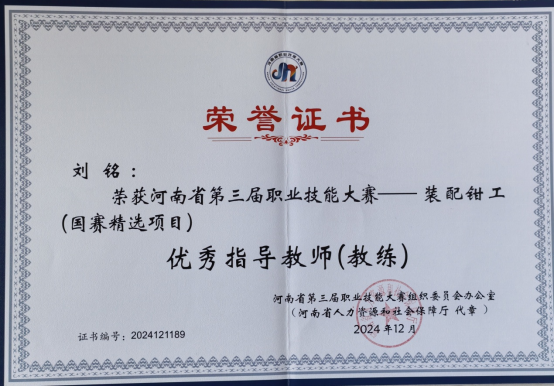 荣誉证书
刘 铭：
荣获河南省第三届职业技能大赛——装配钳工
(国赛精选项目)
优秀指导教师(教练)
河南省第三届职业技能大赛组织委员会办公室
(河南省人力资源和社会保障厅 代章)
2024年12月
证书编号：2024121189